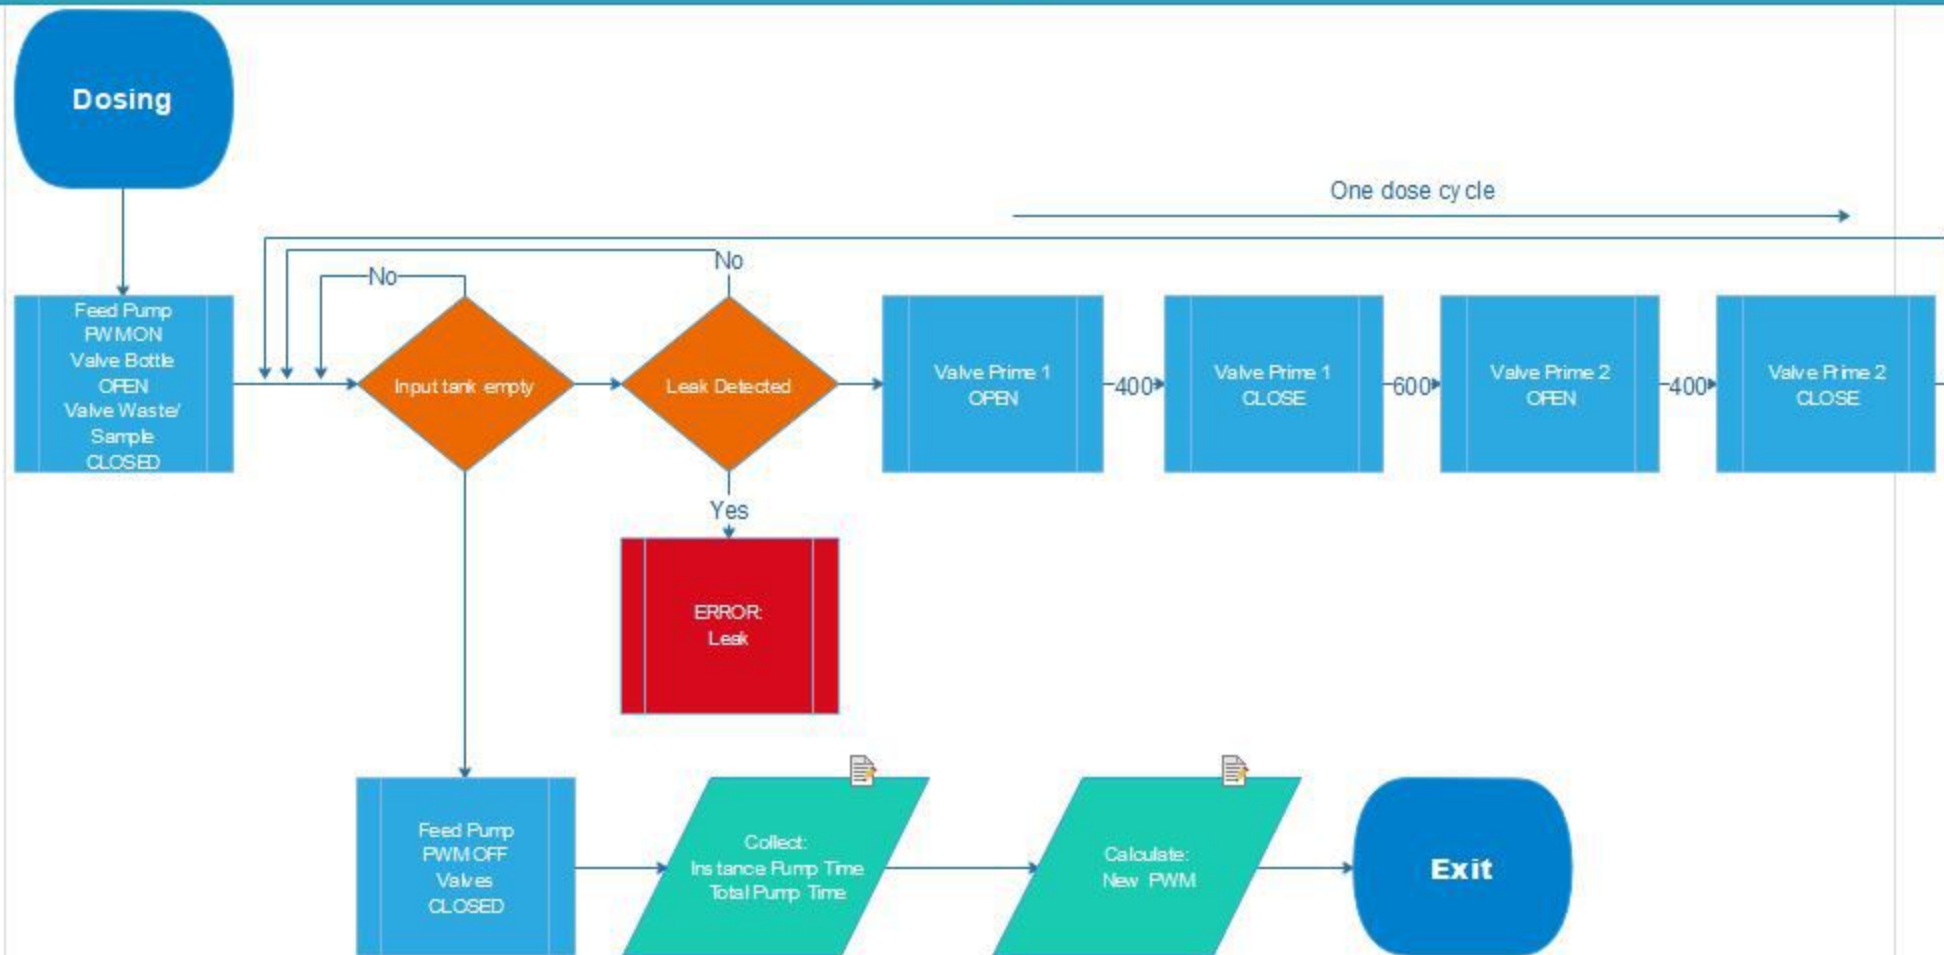 Dosing
One dose cycle
No
No
Feed Pump
PWM ON
Valve Bottle
OPEN
Valve Waste/
Sample
CLOSED
Input tank empty
Leak Detected
Valve Prime 1
OPEN
400
Valve Prime 1
CLOSE
600
Valve Prime 2
OPEN
400
Valve Prime 2
CLOSE
Yes
ERROR:
Leak
Feed Pump
PWM OFF
Valves
CLOSED
Collect:
Instance Pump Time
Total Pump Time
Calculate:
New PWM
Exit